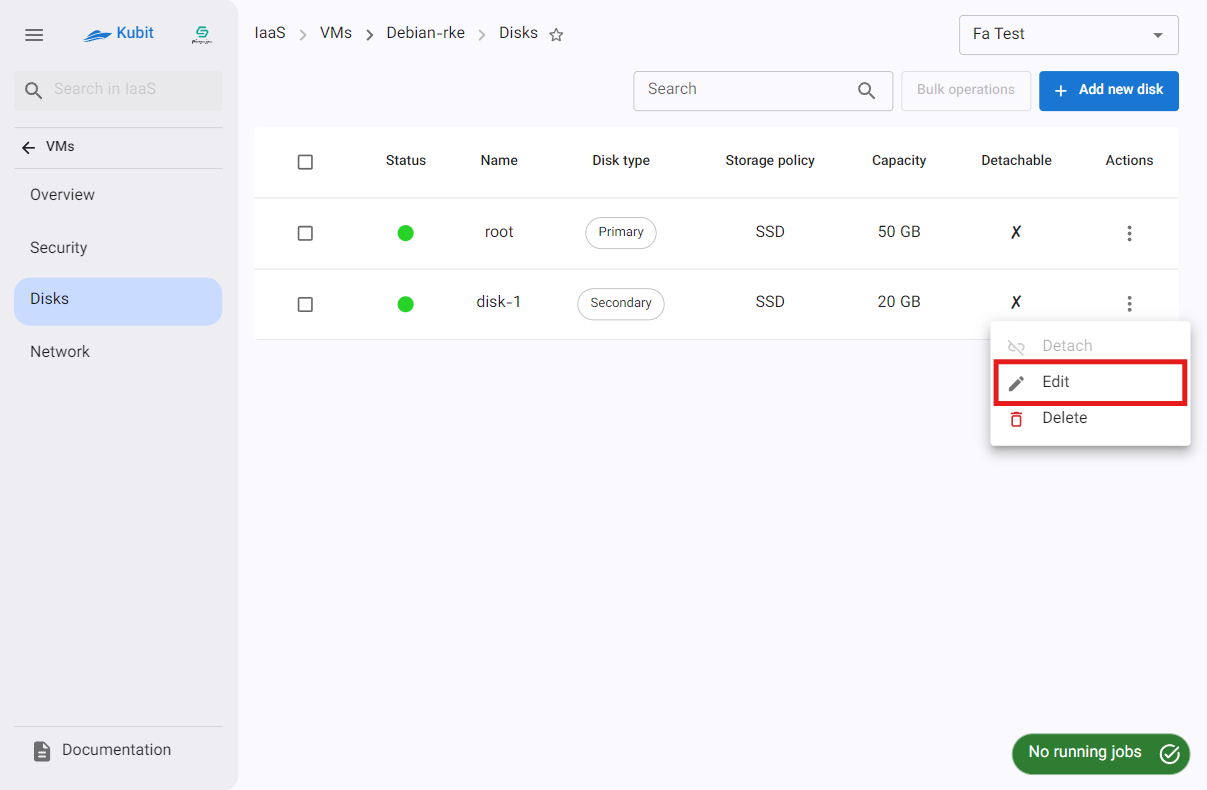 Kubit
IaaS > VMs > Debian-rke > Disks
Fa Test
Search in IaaS
Search
Bulk operations
+ Add new disk
VMs
Overview
Security
Disks
Network
Status Name Disk type Storage policy Capacity Detachable Actions
root Primary SSD 50 GB ✗
disk-1 Secondary SSD 20 GB ✗
Detach
Edit
Delete
Documentation
No running jobs